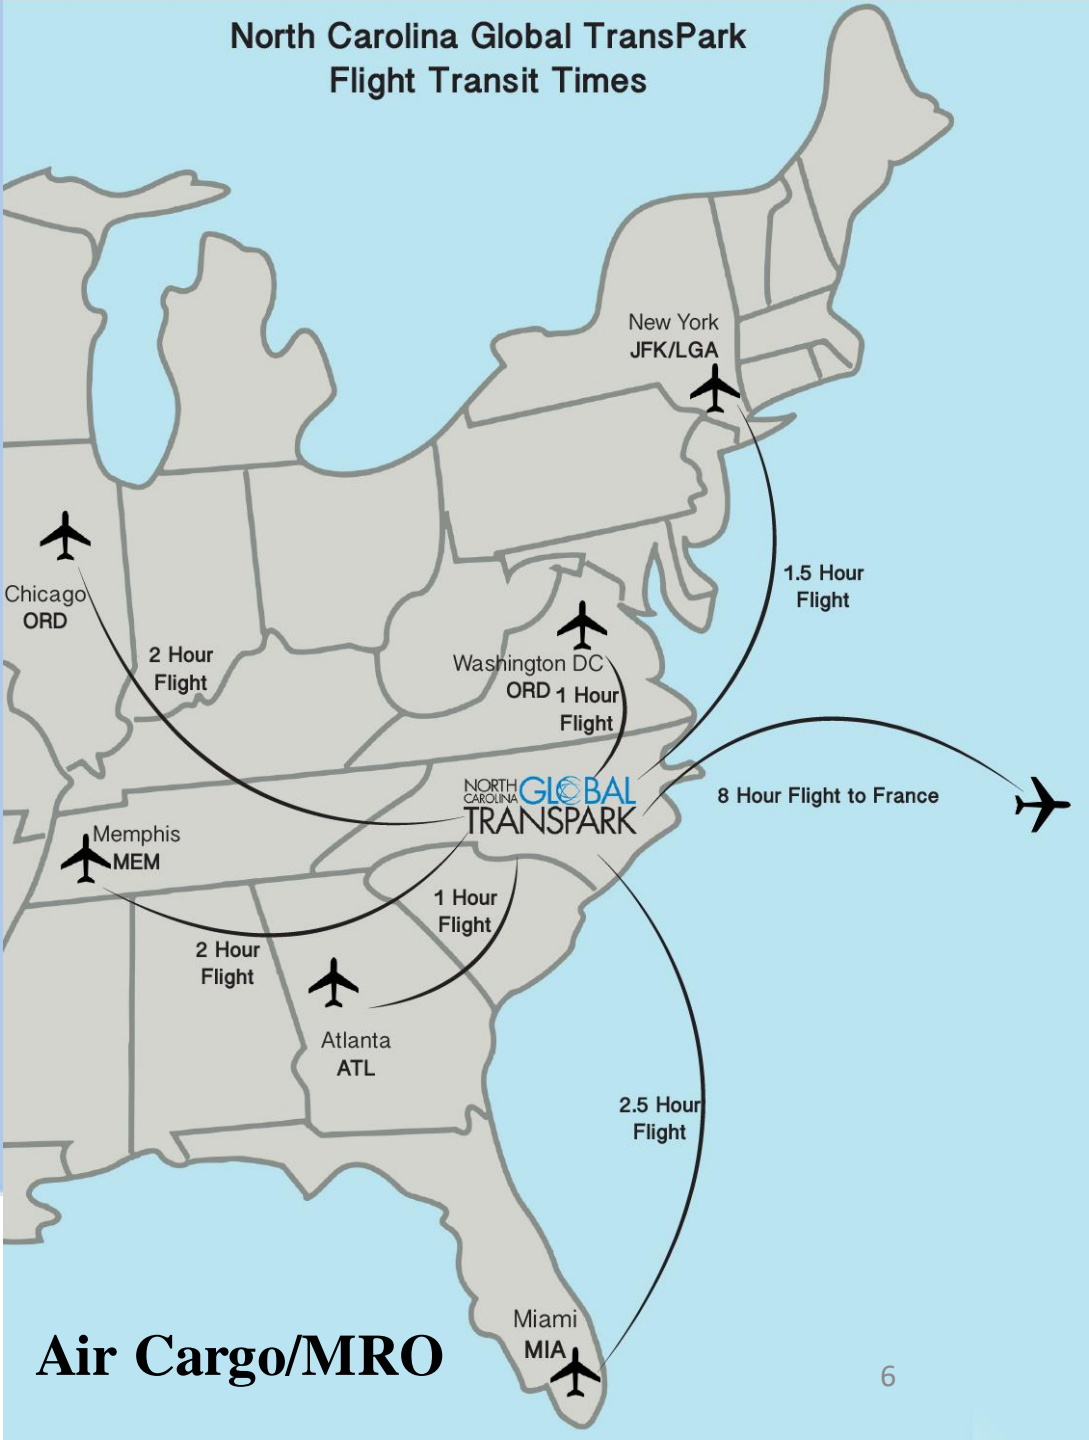 North Carolina Global TransPark
Flight Transit Times
New York
JFK/LGA
1.5 Hour
Flight
Chicago
ORD
2 Hour
Flight
Washington DC
ORD
1 Hour
Flight
NORTH
CAROLINA
GLOBAL
TRANSPARK
8 Hour Flight to France
Memphis
MEM
2 Hour
Flight
1 Hour
Flight
Atlanta
ATL
2.5 Hour
Flight
Miami
MIA
Air Cargo/MRO
6